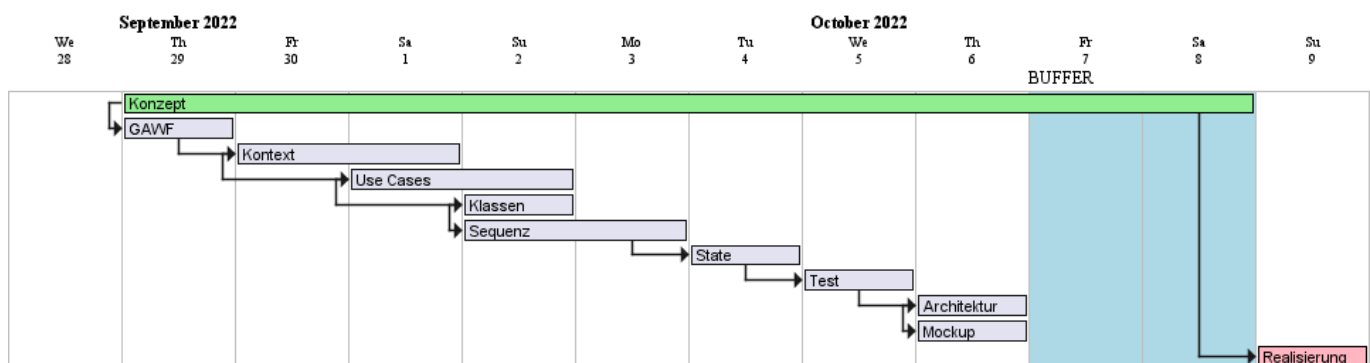 September 2022 October 2022
We Th Fr Sa Su Mo Tu We Th Fr Sa Su
28 29 30 1 2 3 4 5 6 7 8 9
BUFFER
Konzept
GAWF
Kontext
Use Cases
Klassen
Sequenz
State
Test
Architektur
Mockup
Realisierung